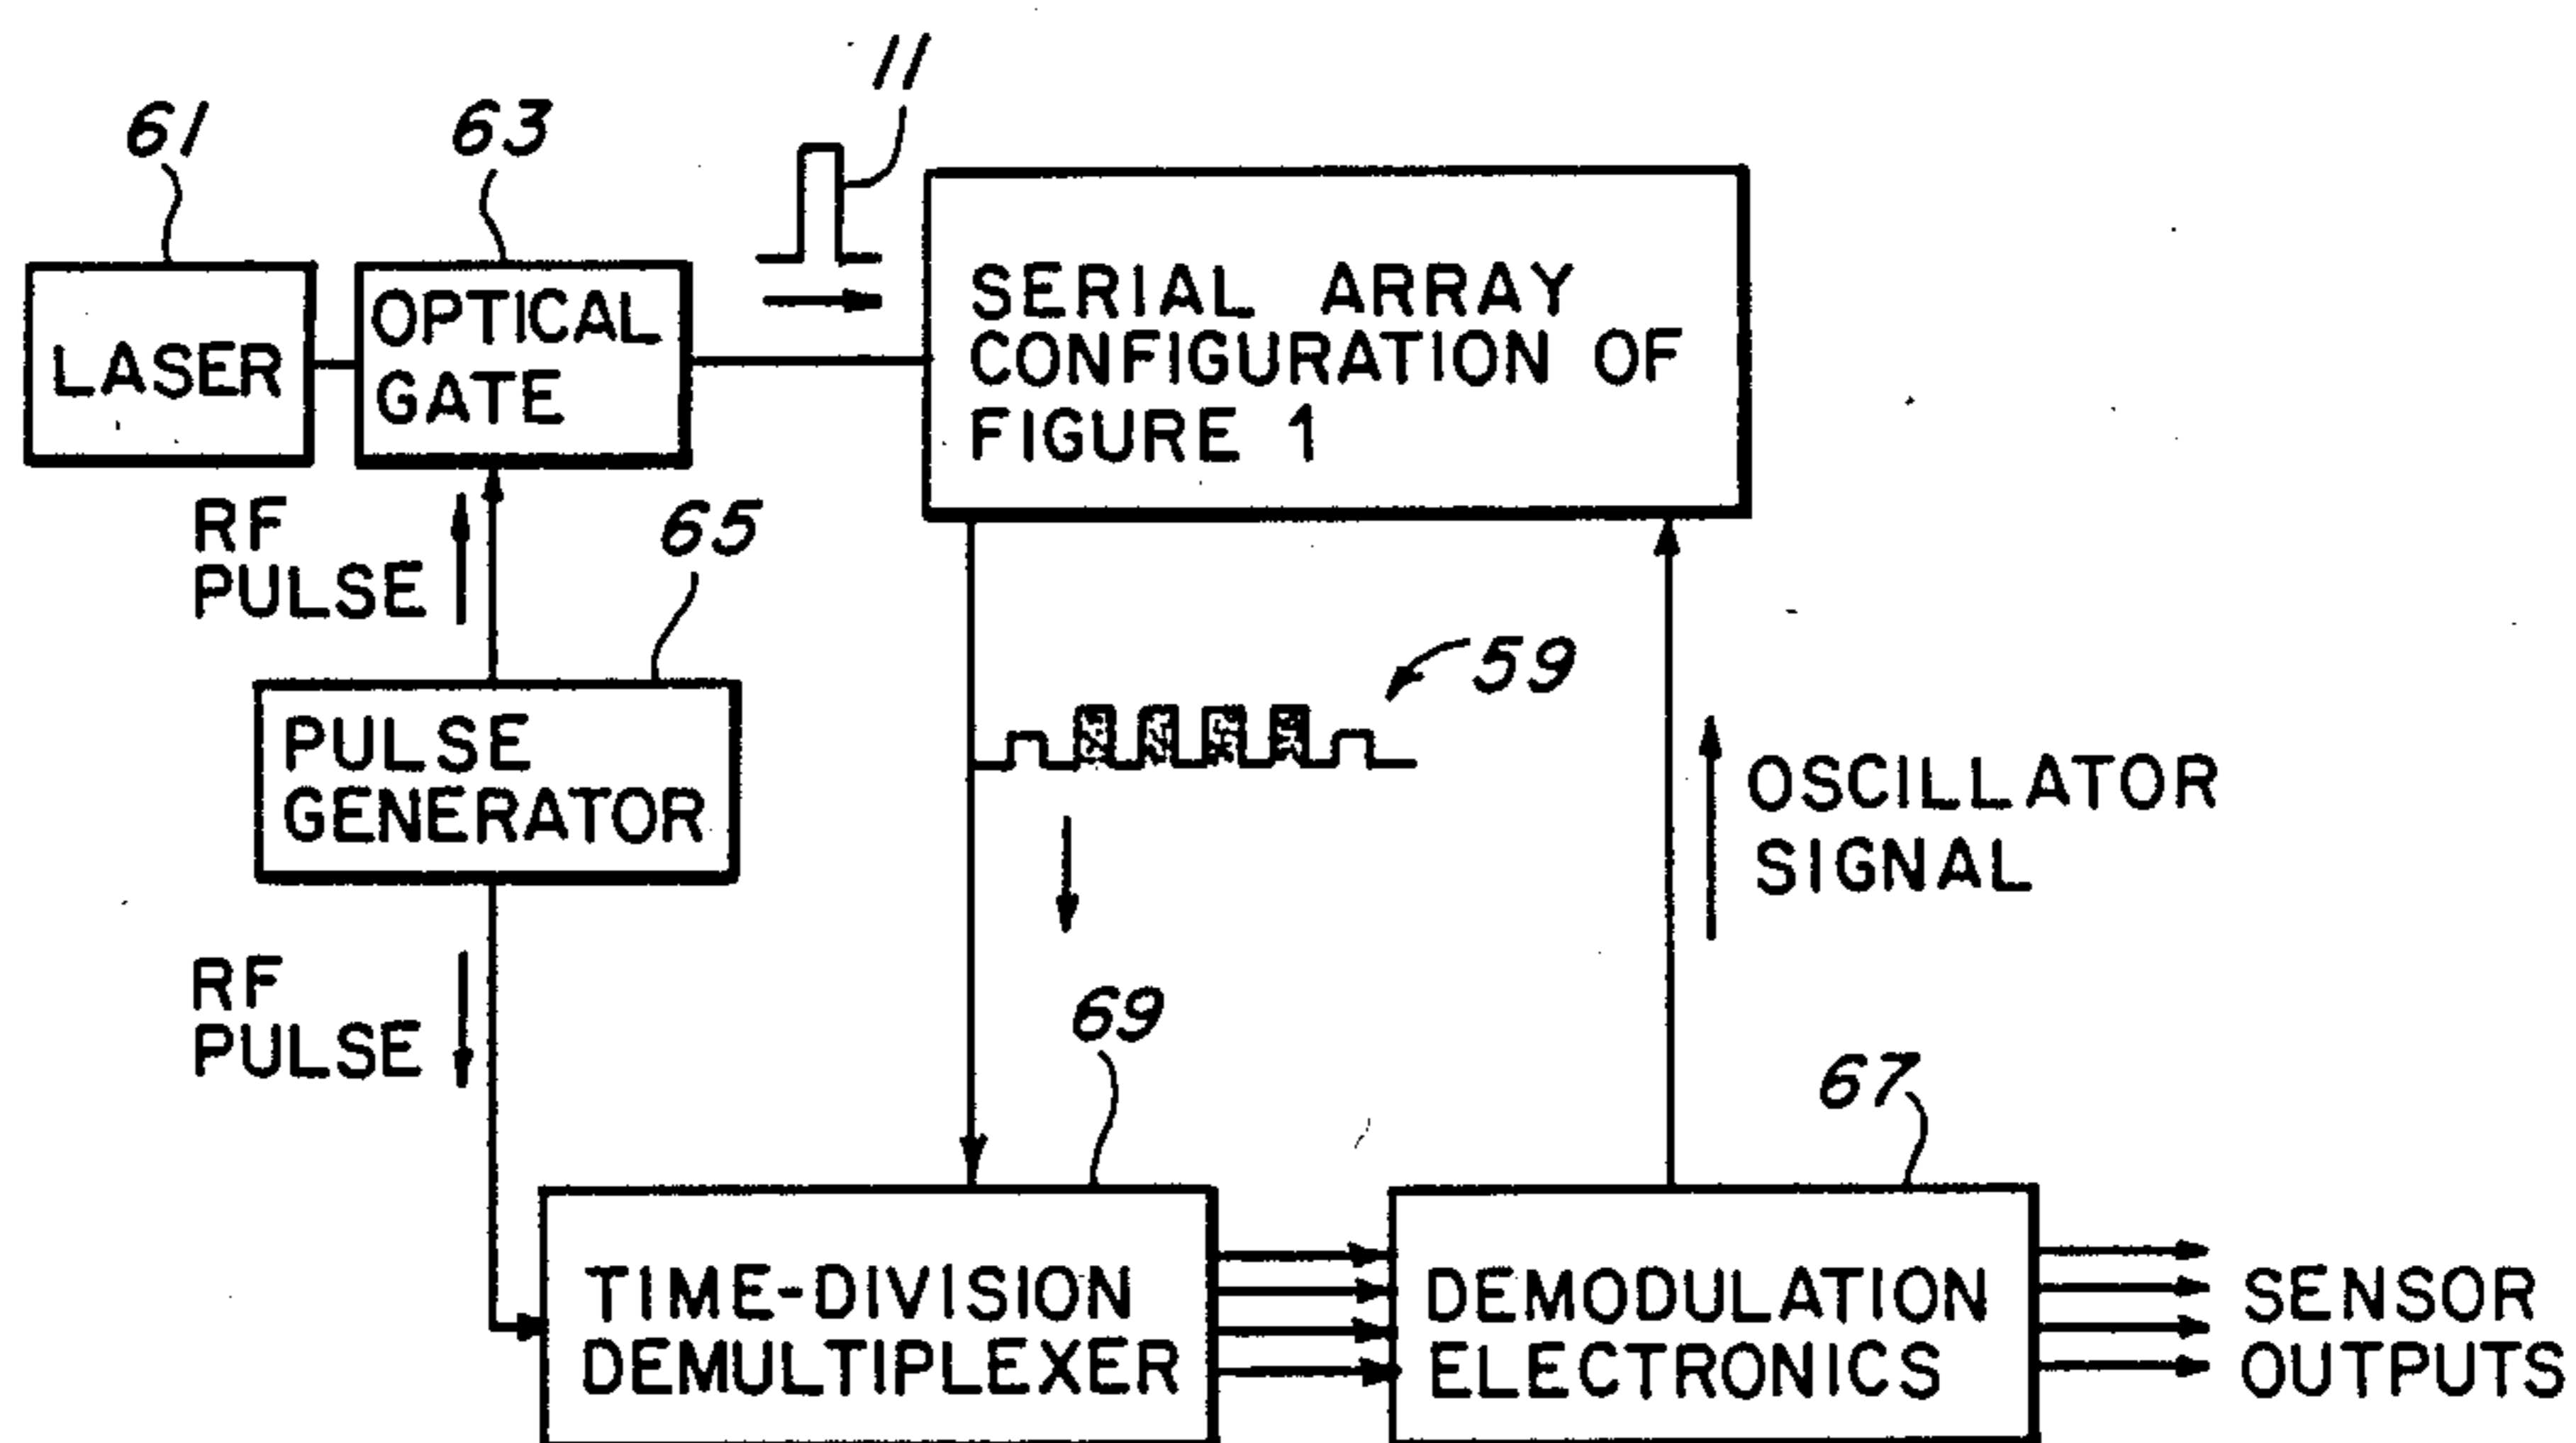 11
61
63
LASER
OPTICAL
GATE
SERIAL ARRAY
CONFIGURATION OF
FIGURE 1
RF
PULSE
65
PULSE
GENERATOR
59
OSCILLATOR
SIGNAL
RF
PULSE
69
67
TIME-DIVISION
DEMULTIPLEXER
DEMODULATION
ELECTRONICS
SENSOR
OUTPUTS